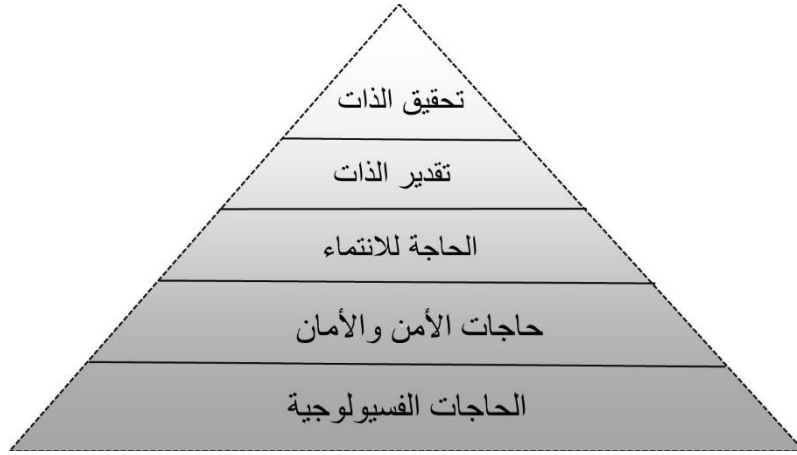 تحقيق الذات
تقدير الذات
الحاجة للانتماء
حاجات الأمن والأمان
الحاجات الفسيولوجية